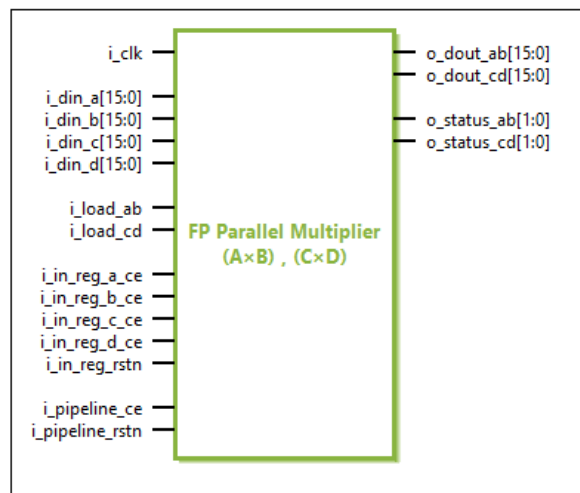 i_clk
i_din_a[15:0]
i_din_b[15:0]
i_din_c[15:0]
i_din_d[15:0]
i_load_ab
i_load_cd
i_in_reg_a_ce
i_in_reg_b_ce
i_in_reg_c_ce
i_in_reg_d_ce
i_in_reg_rstn
i_pipeline_ce
i_pipeline_rstn
FP Parallel Multiplier
(A×B) , (C×D)
o_dout_ab[15:0]
o_dout_cd[15:0]
o_status_ab[1:0]
o_status_cd[1:0]